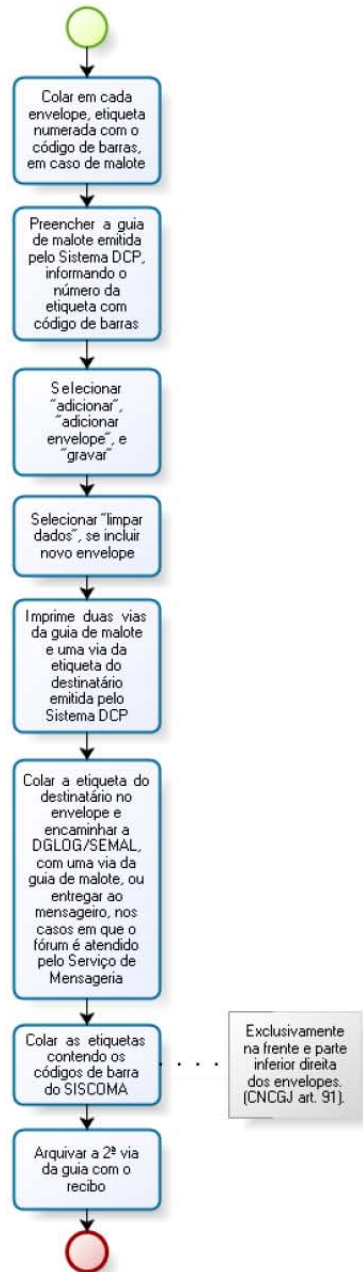 Colar em cada
envelope, etiqueta
numerada com o
código de barras,
em caso de malote
Preencher a guia
de malote emitida
pelo Sistema DCP,
informando o
número da
etiqueta com
código de barras
Selecionar
"adicionar",
"adicionar
envelope", e
"gravar"
Selecionar "limpar
dados", se incluir
novo envelope
Imprime duas vias
da guia de malote
e uma via da
etiqueta do
destinatário
emitida pelo
Sistema DCP
Colar a etiqueta do
destinatário no
envelope e
encaminhar a
DGLOG/SEMAL,
com uma via da
guia de malote, ou
entregar ao
mensageiro, nos
casos em que o
fórum é atendido
pelo Serviço de
Mensageria
Colar as etiquetas
contendo os
códigos de barra
do SISCOMA
Exclusivamente
na frente e parte
inferior direita
dos envelopes.
(CNCGJ art. 91).
Arquivar a 2ª via
da guia com o
recibo